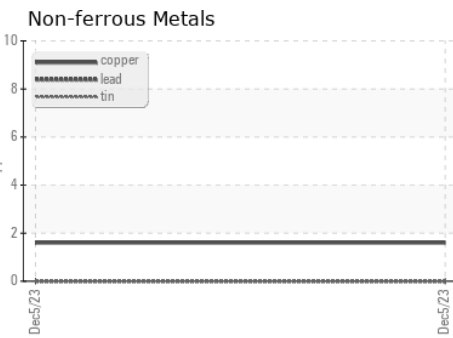 Non-ferrous Metals
10
copper
lead
tin
8
6
4
2
0
Dec5/23
Dec5/23